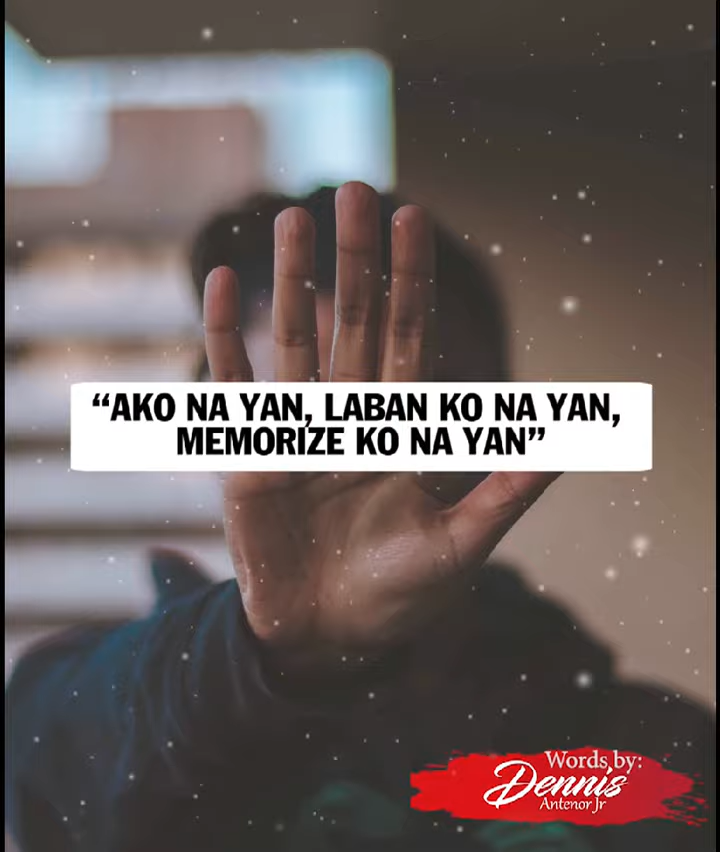 “AKO NA YAN, LABAN KO NA YAN,
MEMORIZE KO NA YAN”
Words by:
Dennis
Antenor Jr